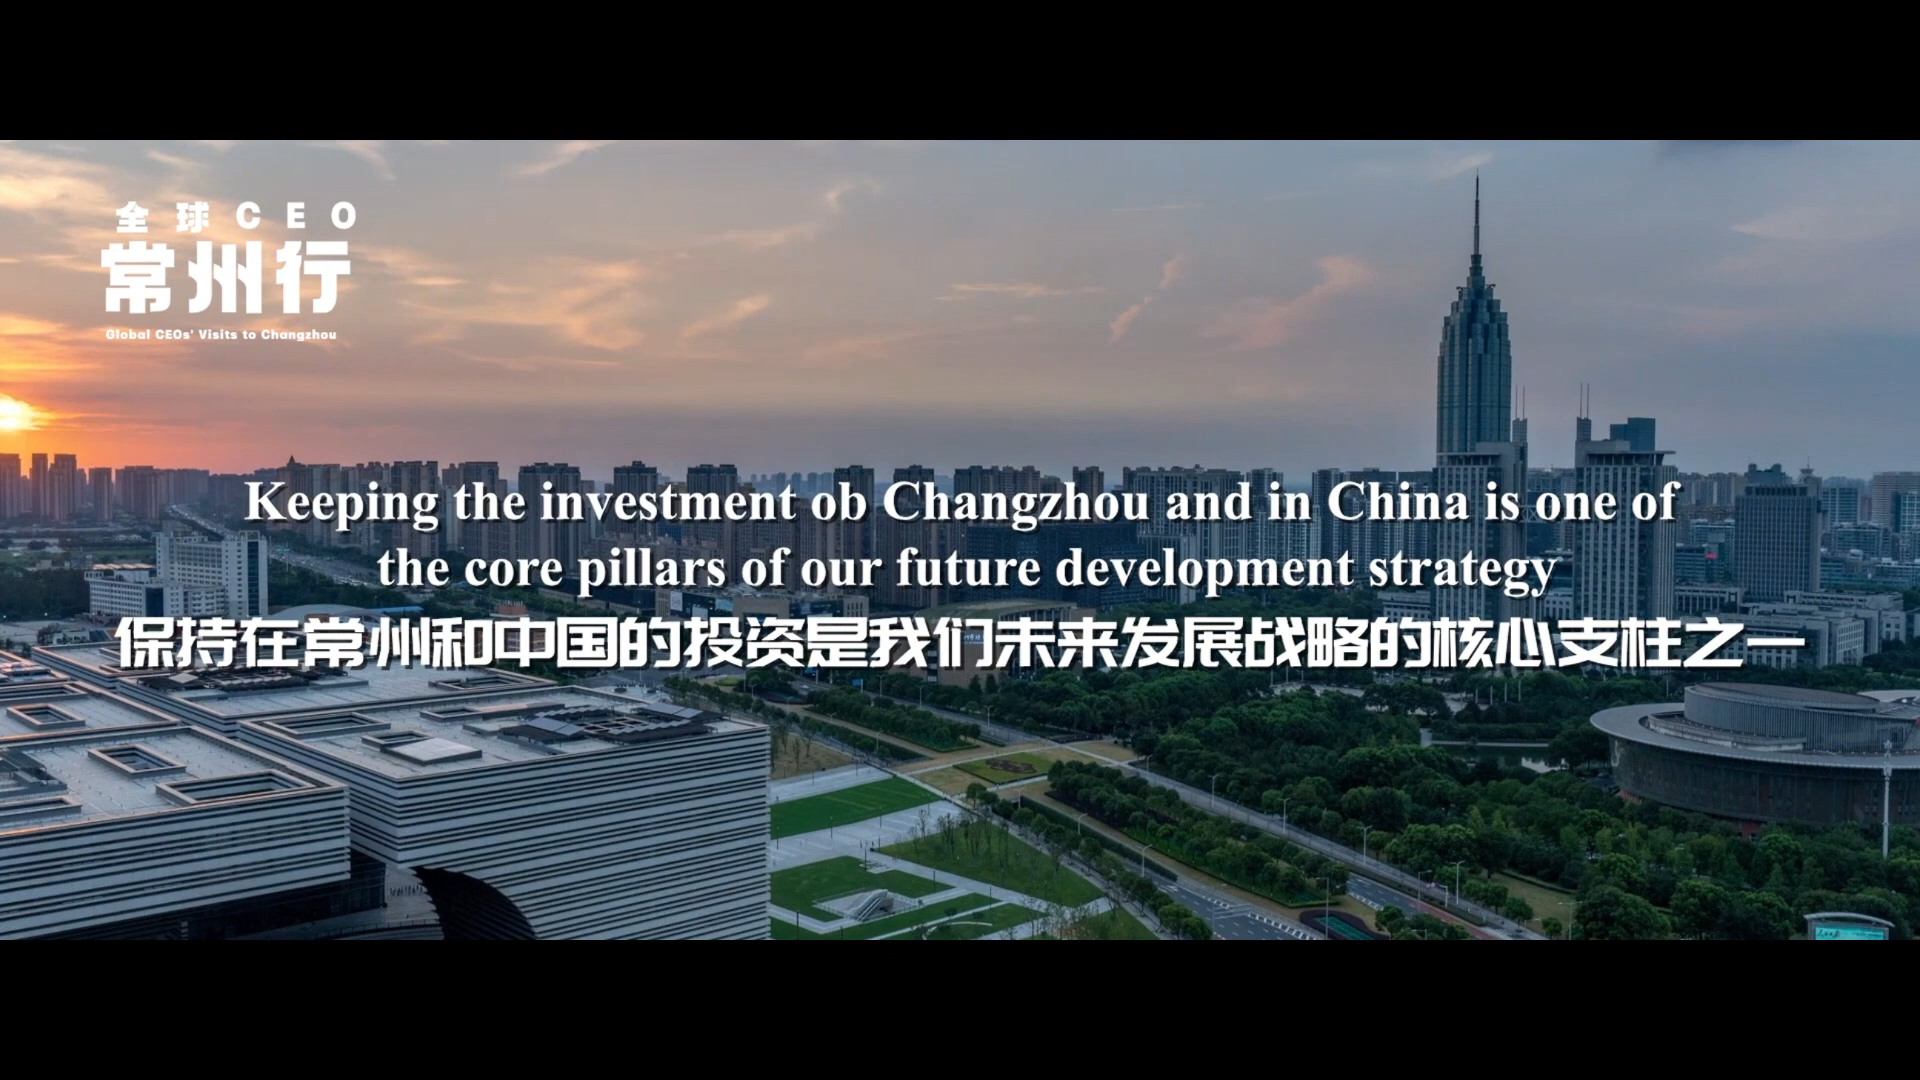 全球CEO
常州行
Global CEOs' Visits to Changzhou
Keeping the investment ob Changzhou and in China is one of
the core pillars of our future development strategy
保持在常州和中国的投资是我们未来发展战略的核心支柱之一